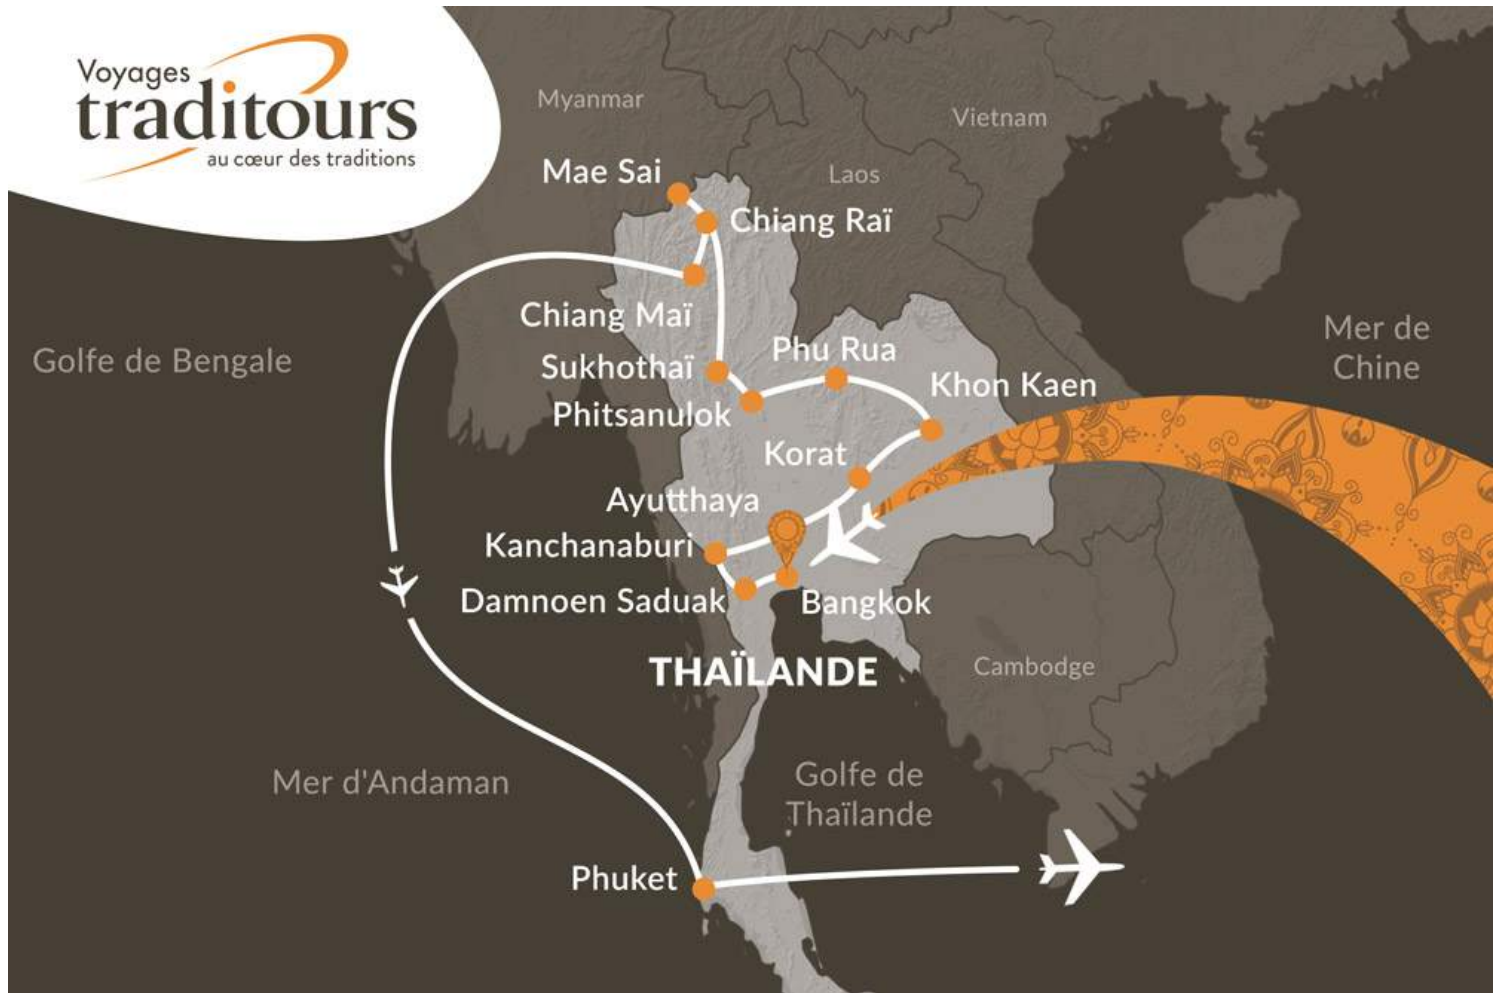 Voyages
traditours
au cœur des traditions
Myanmar
Vietnam
Mae Sai
Laos
Chiang Raï
Chiang Maï
Golfe de Bengale
Mer de
Chine
Sukhothaï
Phu Rua
Khon Kaen
Phitsanulok
Korat
Ayutthaya
Kanchanaburi
Damnoen Saduak
Bangkok
THAÏLANDE
Cambodge
Mer d'Andaman
Golfe de
Thaïlande
Phuket